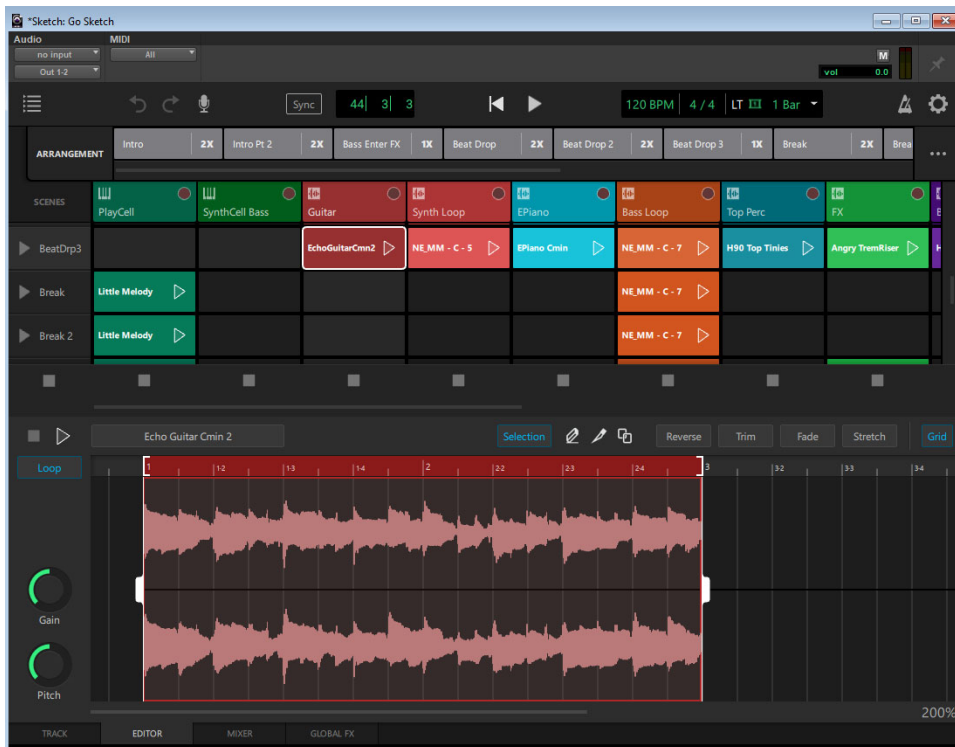 *Sketch: Go Sketch
Audio MIDI
no input All
Out 1-2
M
vol 0.0
Sync 44| 3| 3 120 BPM 4 / 4 LT 1 Bar
ARRANGEMENT Intro 2X Intro Pt 2 2X Bass Enter FX 1X Beat Drop 2X Beat Drop 2 2X Beat Drop 3 1X Break 2X Brea
SCENES PlayCell SynthCell Bass Guitar Synth Loop EPiano Bass Loop Top Perc FX
BeatDrp3 EchoGuitarCmn2 NE_MM - C - 5 EPiano Cmin NE_MM - C - 7 H90 Top Tinies Angry TremRiser
Break Little Melody NE_MM - C - 7
Break 2 Little Melody NE_MM - C - 7
Echo Guitar Cmin 2 Selection Reverse Trim Fade Stretch Grid
Loop 1 12 13 14 2 22 23 24 3 32 33 34
Gain
Pitch
200%
TRACK EDITOR MIXER GLOBAL FX